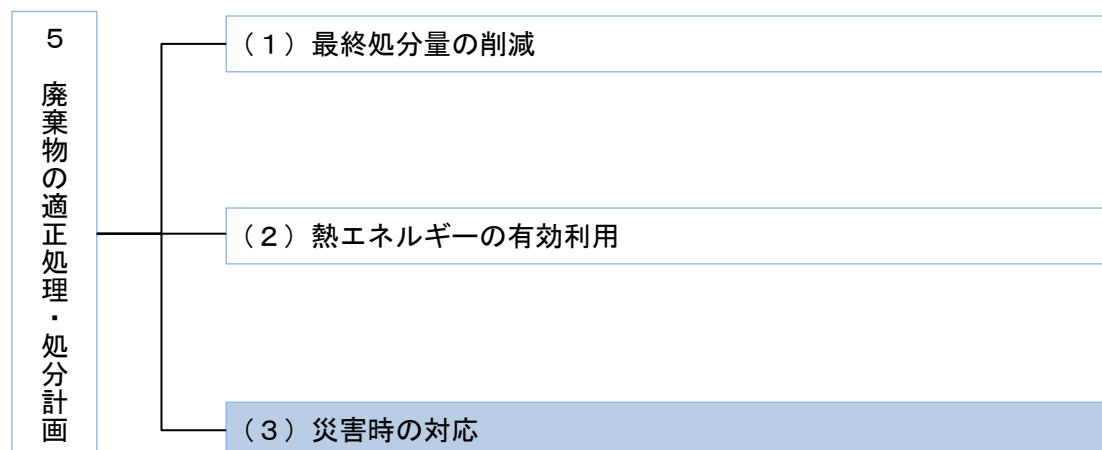 5 廃棄物の適正処理・処分計画
（1）最終処分量の削減
（2）熱エネルギーの有効利用
（3）災害時の対応